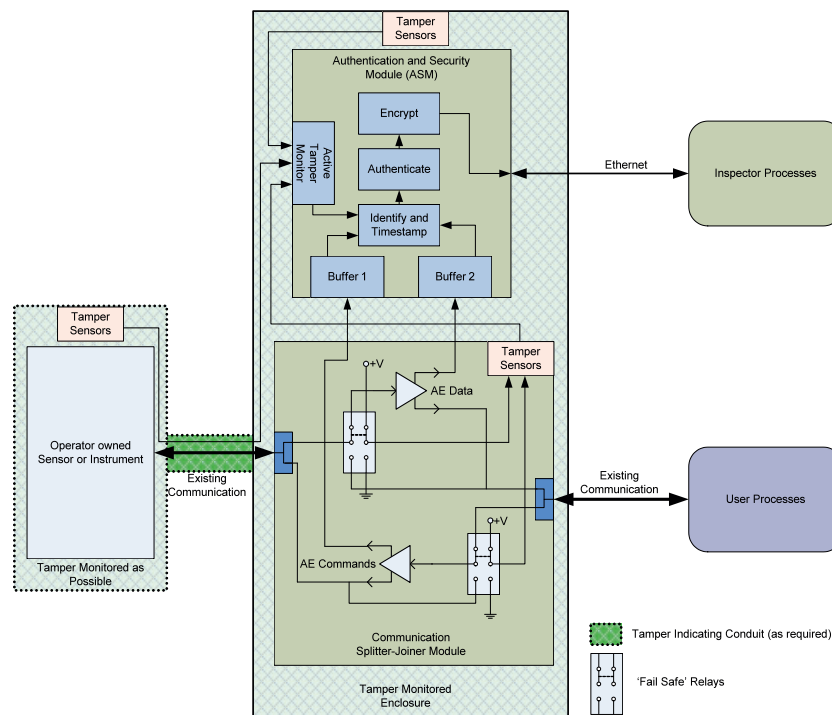 Tamper
Sensors
Authentication and Security
Module (ASM)
Encrypt
Active
Tamper
Monitor
Authenticate
Identify and
Timestamp
Buffer 1
Buffer 2
Ethernet
Inspector Processes
Tamper
Sensors
Operator owned
Sensor or Instrument
Tamper Monitored as
Possible
Existing
Communication
Tamper
Sensors
+V
AE Data
+V
AE Commands
Communication
Splitter-Joiner Module
Tamper Monitored
Enclosure
Existing
Communication
User Processes
Tamper Indicating Conduit (as required)
'Fail Safe' Relays